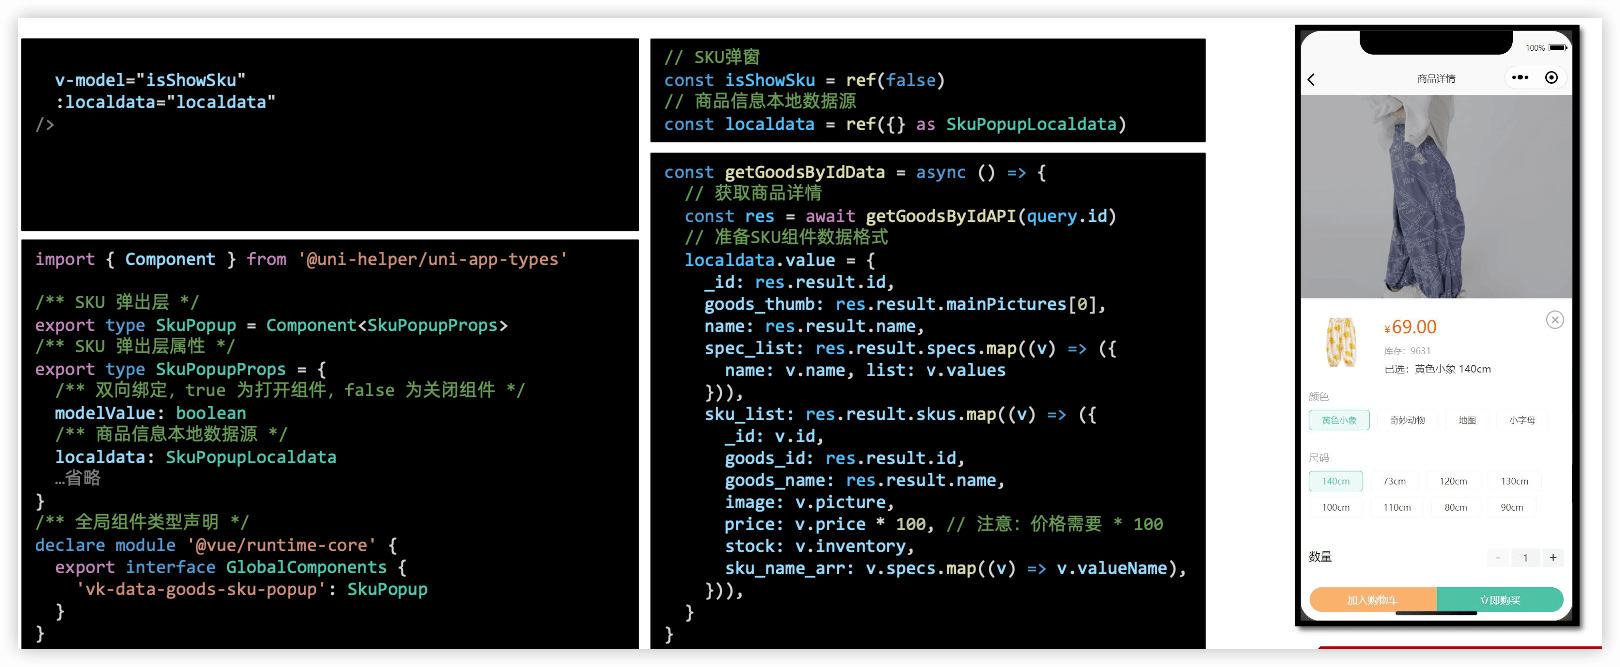 v-model="isShowSku"
:localdata="localdata"
/>
import { Component } from '@uni-helper/uni-app-types'
/** SKU 弹出层 */
export type SkuPopup = Component<SkuPopupProps>
/** SKU 弹出层属性 */
export type SkuPopupProps = {
/** 双向绑定, true 为打开组件, false 为关闭组件 */
modelValue: boolean
/** 商品信息本地数据源 */
localdata: SkuPopupLocaldata
…省略
}
/** 全局组件类型声明 */
declare module '@vue/runtime-core' {
export interface GlobalComponents {
'vk-data-goods-sku-popup': SkuPopup
}
}
// SKU弹窗
const isShowSku = ref(false)
// 商品信息本地数据源
const localdata = ref({} as SkuPopupLocaldata)
const getGoodsByIdData = async () => {
// 获取商品详情
const res = await getGoodsByIdAPI(query.id)
// 准备SKU组件数据格式
localdata.value = {
_id: res.result.id,
goods_thumb: res.result.mainPictures[0],
name: res.result.name,
spec_list: res.result.specs.map((v) => ({
name: v.name, list: v.values
})),
sku_list: res.result.skus.map((v) => ({
_id: v.id,
goods_id: res.result.id,
goods_name: res.result.name,
image: v.picture,
price: v.price * 100, // 注意: 价格需要 * 100
stock: v.inventory,
sku_name_arr: v.specs.map((v) => v.valueName),
})),
}
}
100%
商品详情
¥69.00
库存: 9631
已选: 黄色小象 140cm
颜色
黄色小象 奇妙动物 地图 小字母
尺码
140cm 73cm 120cm 130cm
100cm 110cm 80cm 90cm
数量 - 1 +
加入购物车 立即购买